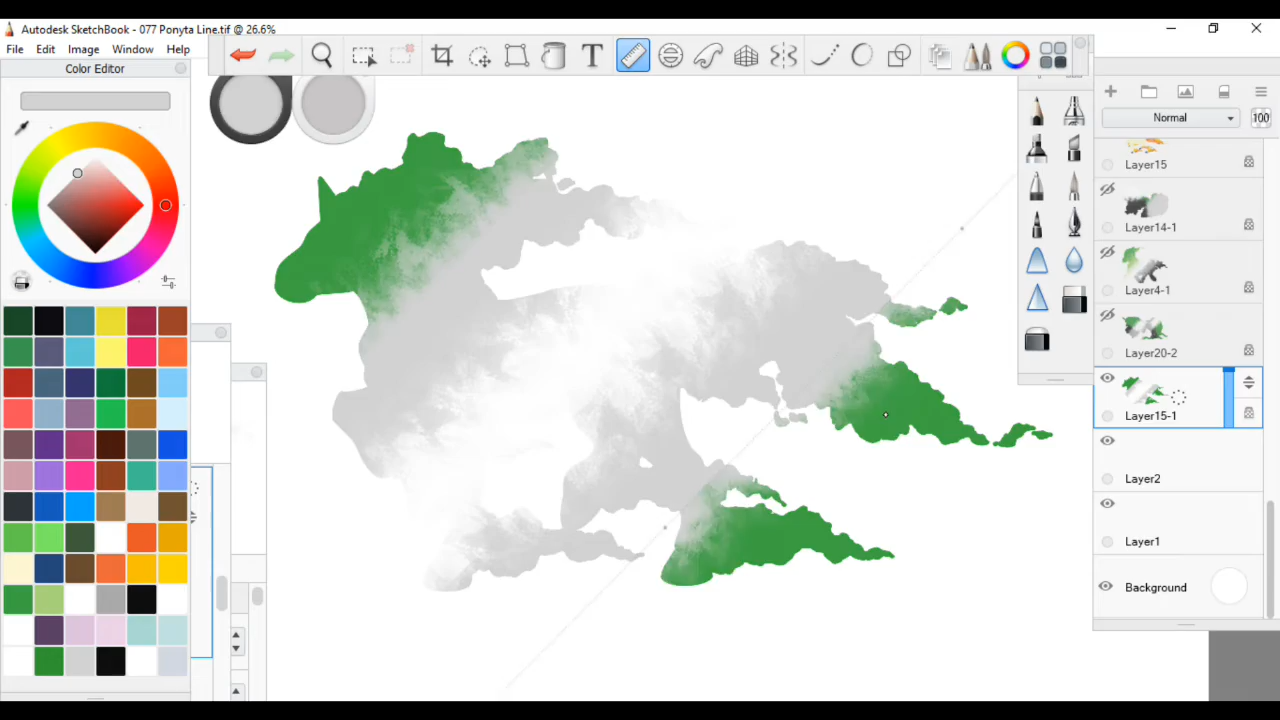 Autodesk SketchBook - 077 Ponyta Line.tif @ 26.6%
File Edit Image Window Help
Color Editor
T
Normal 100
Layer15
Layer14-1
Layer4-1
Layer20-2
Layer15-1
Layer2
Layer1
Background